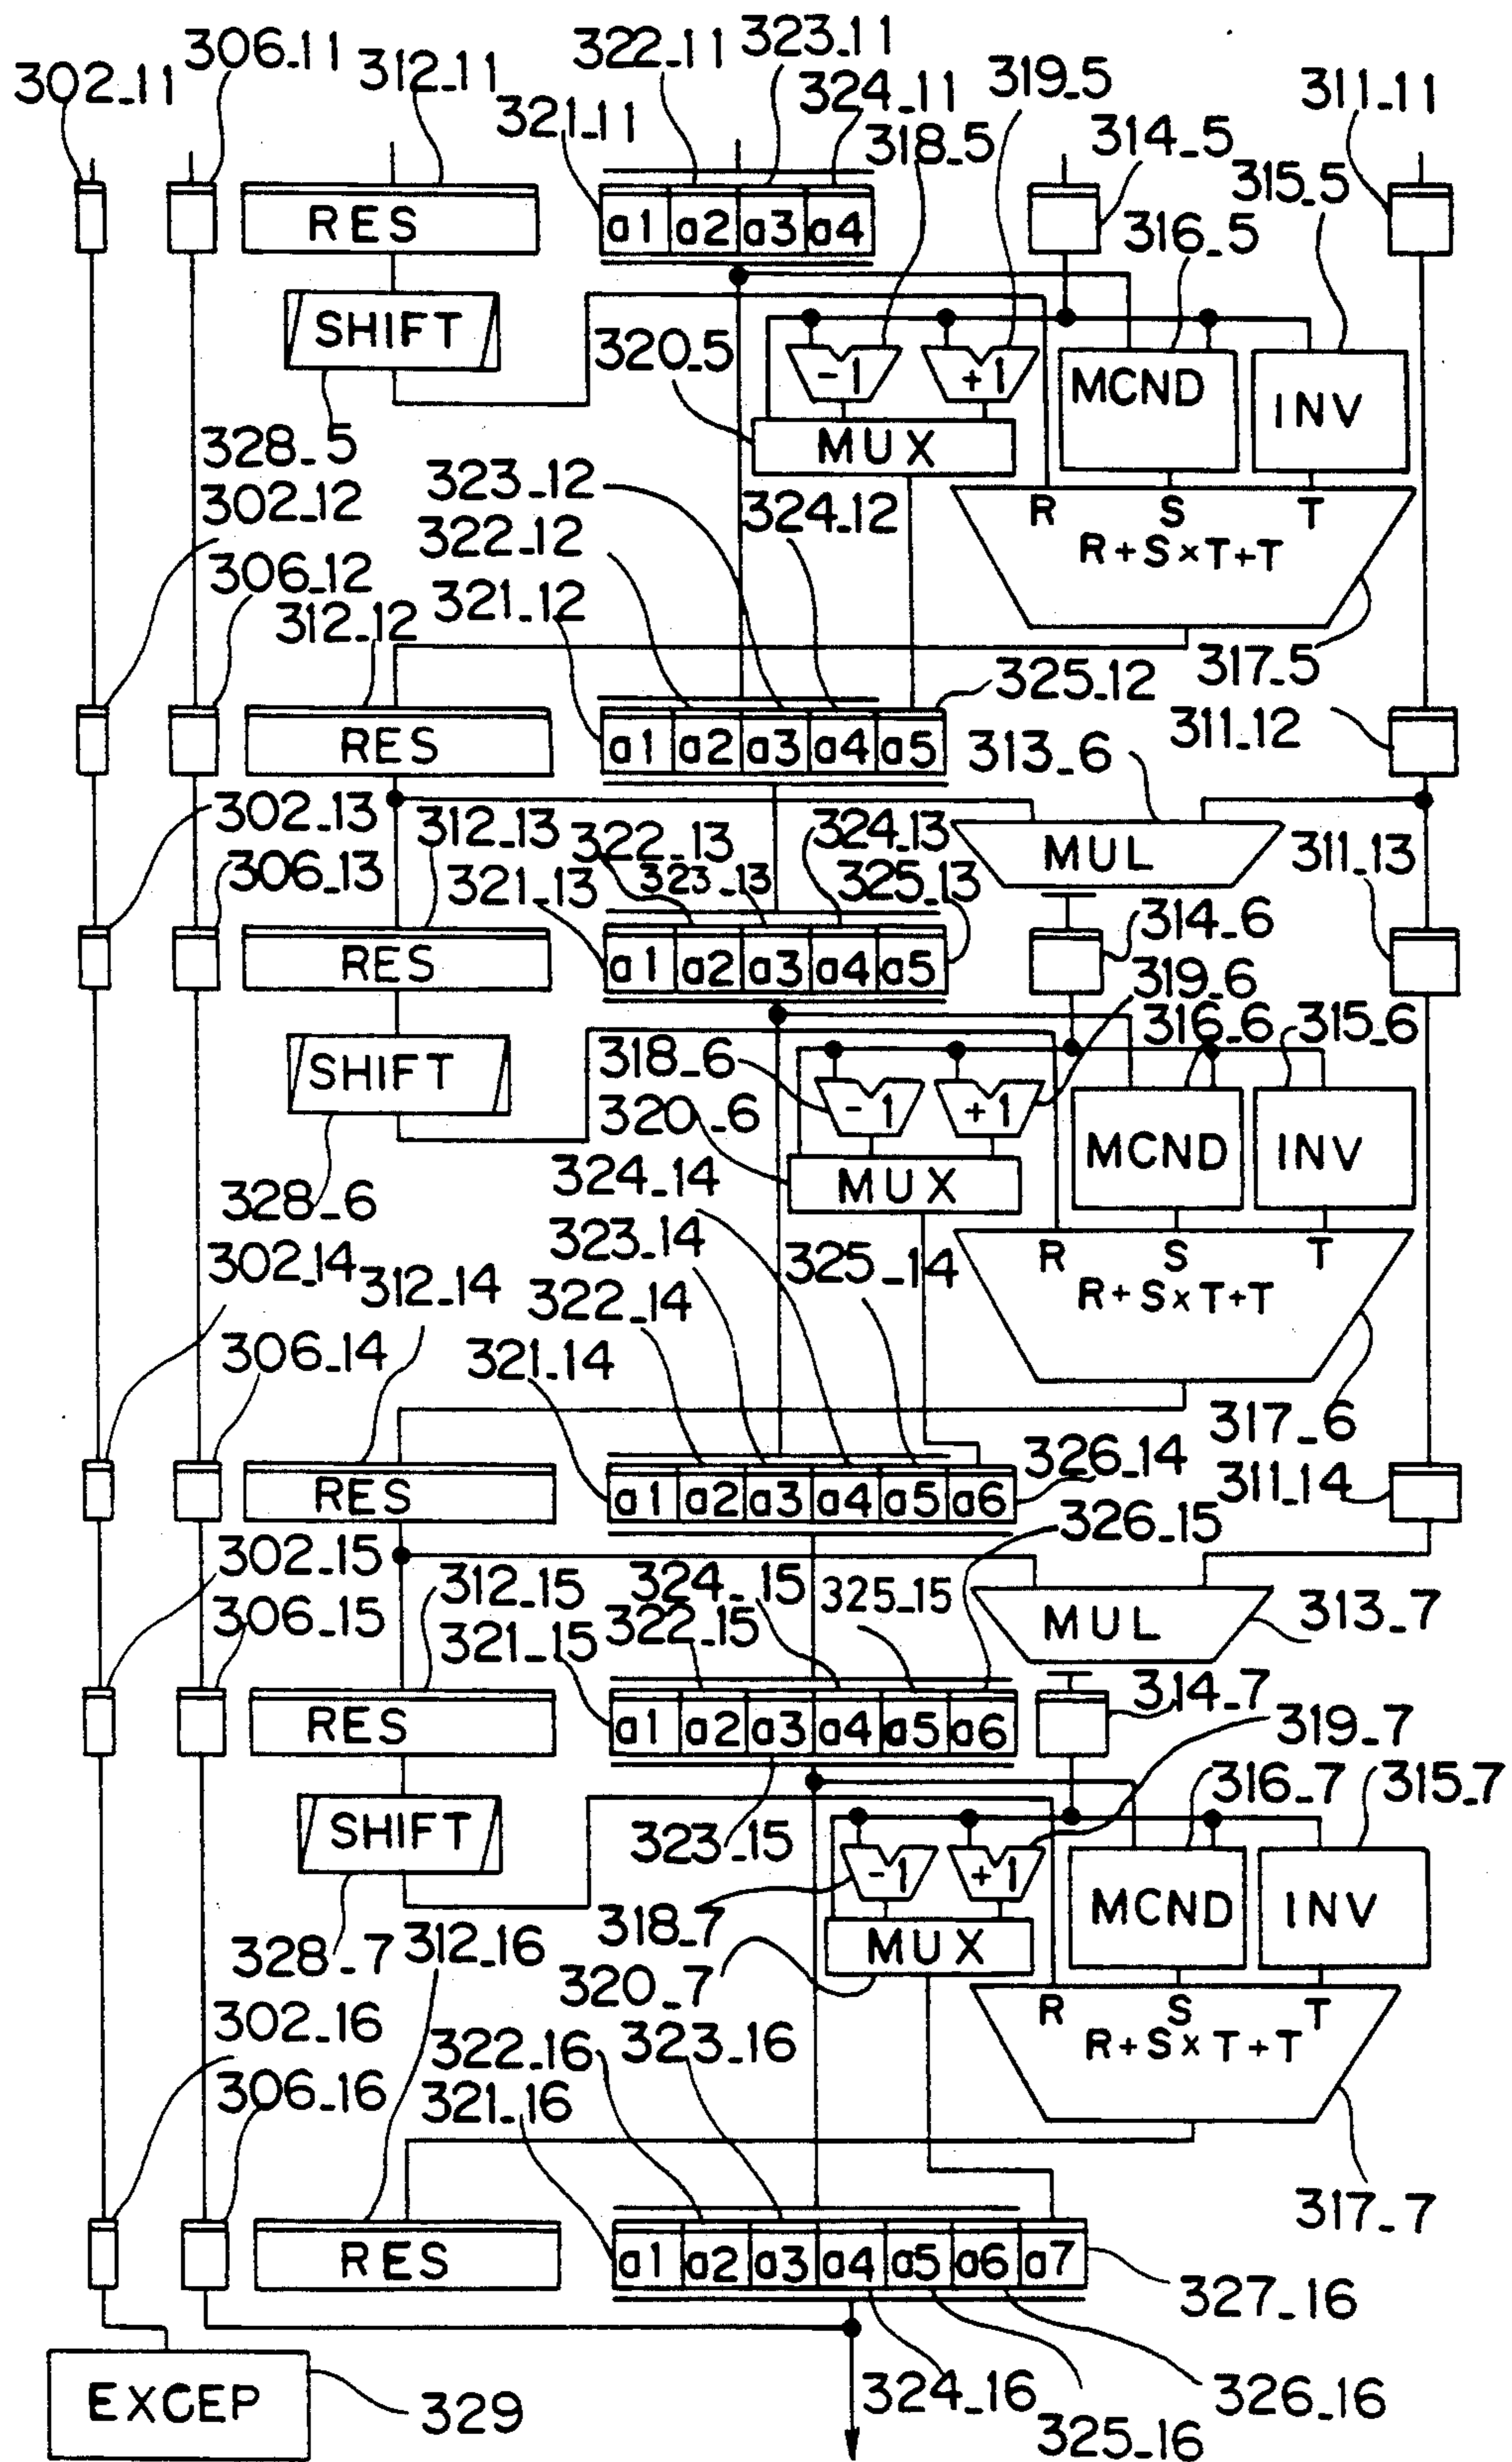 302_11 306_11 312_11 322_11 323_11 319_5 311_11
321_11 324_11 318_5 314_5 315_5
RES a1 a2 a3 a4 316_5
SHIFT 320_5 -1 +1 MCND INV
MUX
328_5 323_12 324_12 R S T
302_12 322_12 R+S×T+T
306_12 321_12
312_12 325_12 317_5
RES a1 a2 a3 a4 a5 313_6 311_12
302_13 312_13 322_13 324_13 MUL 311_13
306_13 321_13 323_13 325_13
RES a1 a2 a3 a4 a5 314_6
319_6
SHIFT 318_6 -1 +1 316_6 315_6
320_6 MCND INV
328_6 324_14 MUX
302_14 312_14 323_14 325_14 R S T
306_14 322_14 R+S×T+T
321_14 317_6
RES a1 a2 a3 a4 a5 a6 326_14 311_14
326_15
302_15 312_15 324_15 325_15
306_15 321_15 322_15 MUL 313_7
RES a1 a2 a3 a4 a5 a6 314_7 319_7
SHIFT 323_15 -1 +1 316_7 315_7
318_7 MCND INV
328_7 312_16 320_7 MUX
302_16 322_16 323_16 R S T
306_16 321_16 R+S×T+T
317_7
RES a1 a2 a3 a4 a5 a6 a7
327_16
EXCEP 329 324_16 326_16
325_16